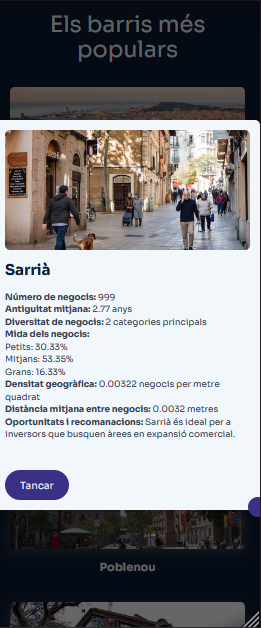 Els barris més
populars
Sarrià
Número de negocis: 999
Antiguitat mitjana: 2.77 anys
Diversitat de negocis: 2 categories principals
Mida dels negocis:
Petits: 30.33%
Mitjans: 53.35%
Grans: 16.33%
Densitat geogràfica: 0.00322 negocis per metre
quadrat
Distància mitjana entre negocis: 0.0032 metres
Oportunitats i recomanacions: Sarrià és ideal per a
inversors que busquen àrees en expansió comercial.
Tancar
Poblenou